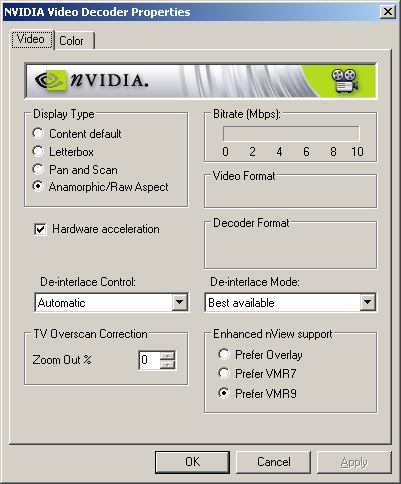 NVIDIA Video Decoder Properties
Video
Color
nVIDIA.
Display Type
Content default
Letterbox
Pan and Scan
Anamorphic/Raw Aspect
Bitrate (Mbps):
0 2 4 6 8 10
Video Format
Decoder Format
Hardware acceleration
De-interlace Control:
Automatic
De-interlace Mode:
Best available
TV Overscan Correction
Zoom Out %
0
Enhanced nView support
Prefer Overlay
Prefer VMR7
Prefer VMR9
OK
Cancel
Apply